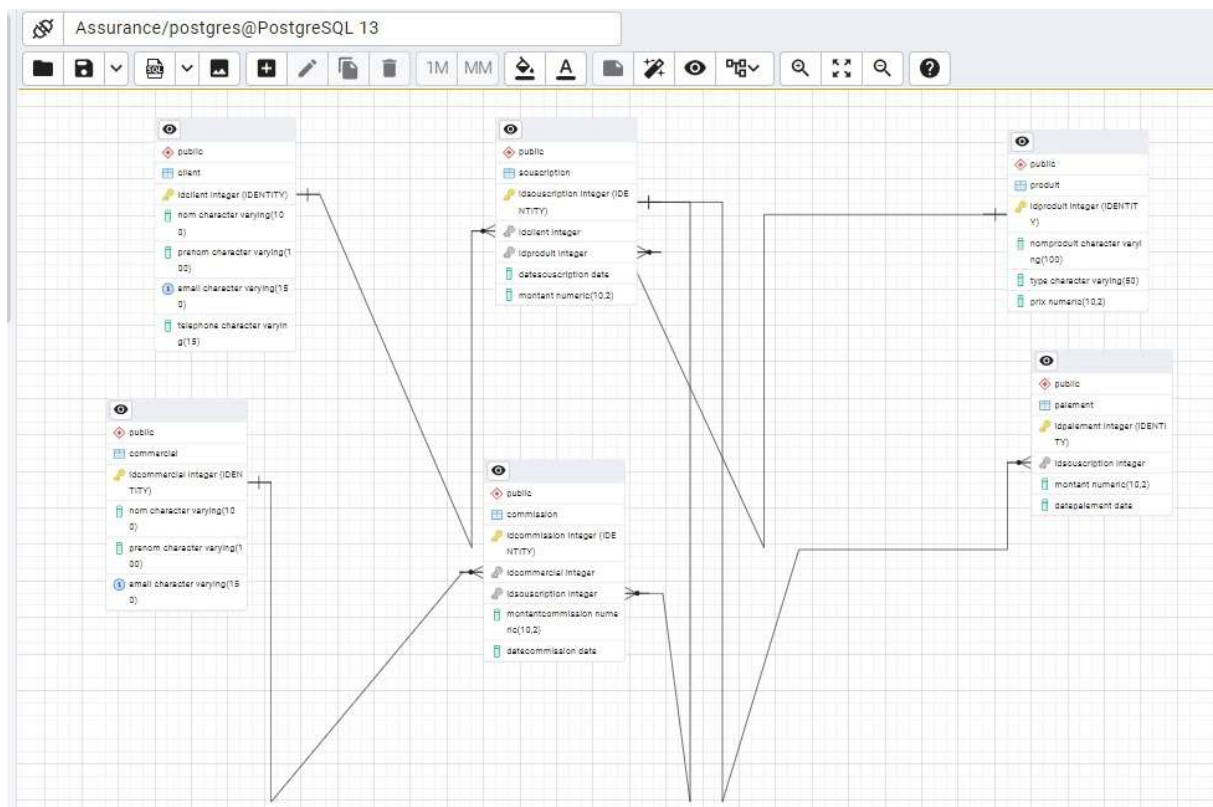 Assurance/postgres@PostgreSQL 13
SQL
1M
MM
A
public
client
idclient integer (IDENTITY)
nom character varying(10
0)
prenom character varying(1
00)
email character varying(15
0)
telephone character varyin
g(15)
public
souscription
idsouscription integer (IDE
NTITY)
idclient integer
idproduit integer
datesouscription date
montant numeric(10,2)
public
produit
idproduit integer (IDENTIT
Y)
nomproduit character varyi
ng(100)
type character varying(50)
prix numeric(10,2)
public
paiement
idpaiement integer (IDENTI
TY)
idsouscription integer
montant numeric(10,2)
datepaiement date
public
commercial
idcommercial integer (IDEN
TITY)
nom character varying(10
0)
prenom character varying(1
00)
email character varying(15
0)
public
commission
idcommission integer (IDE
NTITY)
idcommercial integer
idsouscription integer
montantcommission nume
ric(10,2)
datecommission date